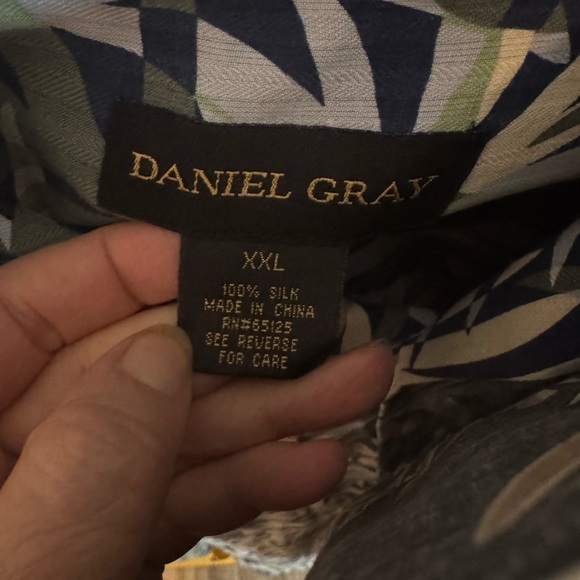 DANIEL GRAY
XXL
100% SILK
MADE IN CHINA
RN#65125
SEE REVERSE
FOR CARE